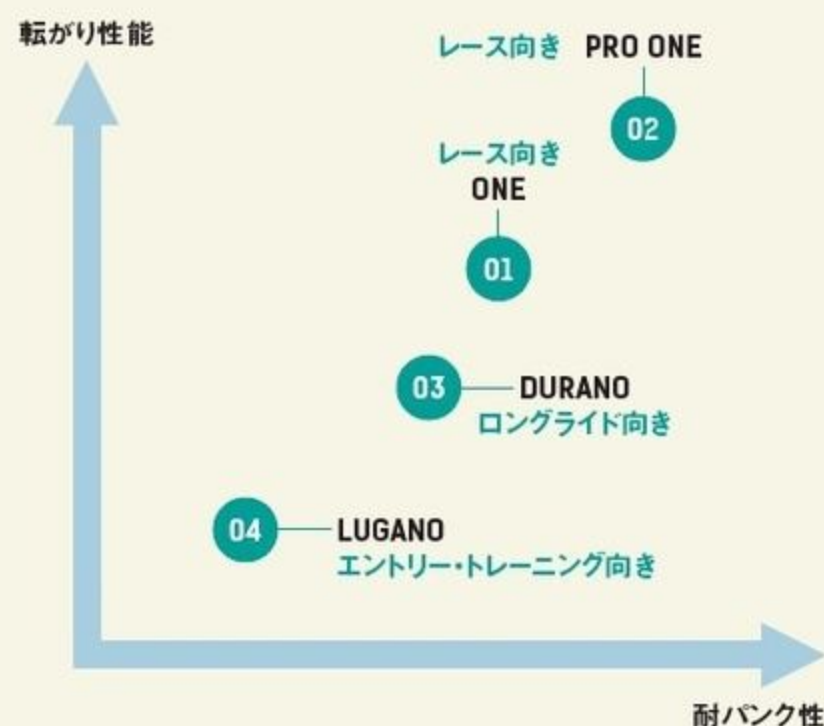 転がり性能
レース向き PRO ONE
02
レース向き
ONE
01
03 DURANO
ロングライド向き
04 LUGANO
エントリー・トレーニング向き
耐パンク性